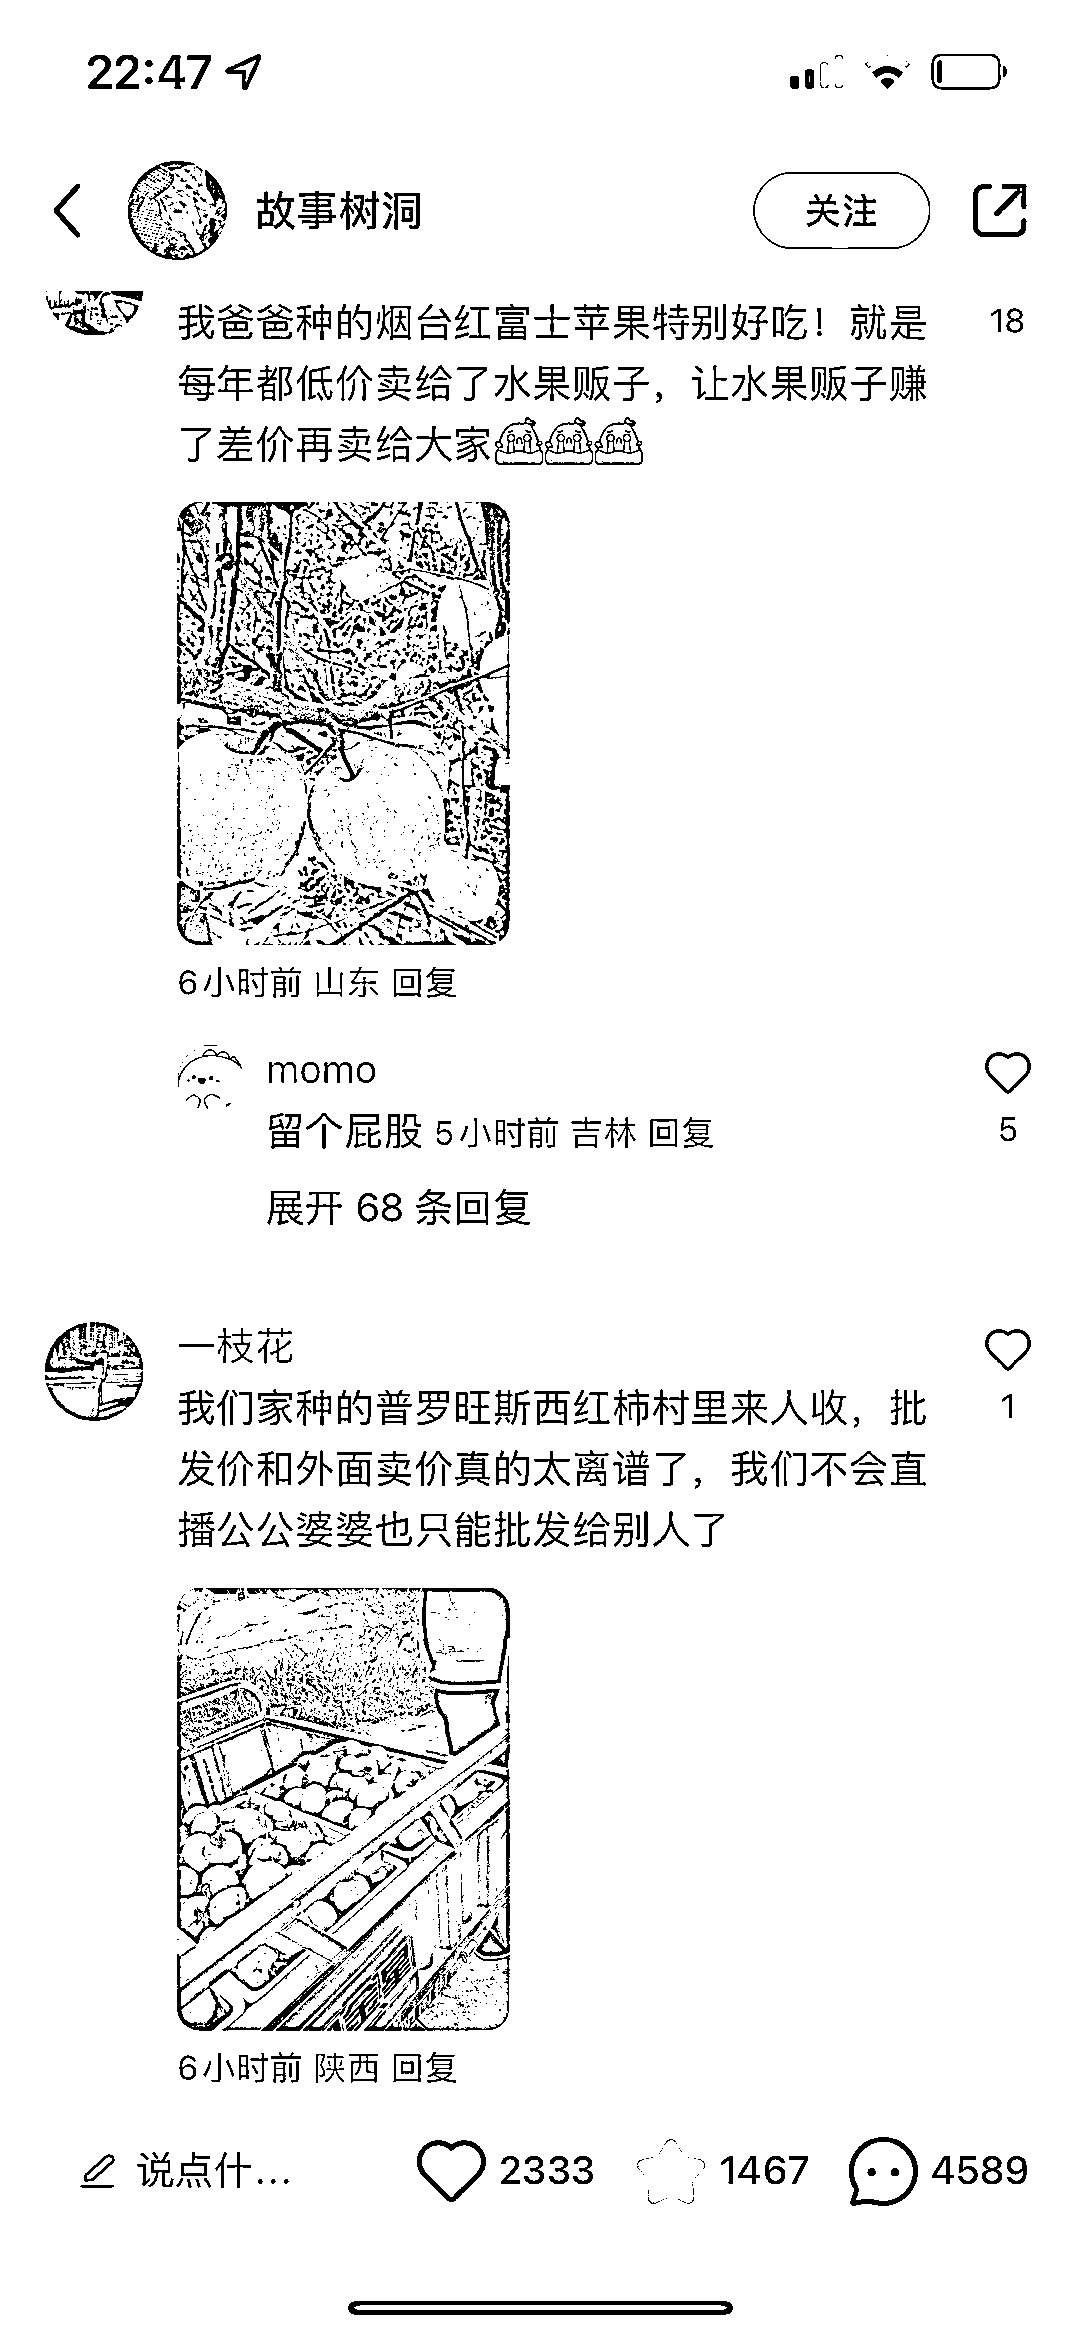 22:47
故事树洞
关注
我爸爸种的烟台红富士苹果特别好吃！就是
18
每年都低价卖给了水果贩子，让水果贩子赚
了差价再卖给大家
6小时前 山东 回复
momo
留个屁股 5小时前 吉林 回复
5
展开 68 条回复
一枝花
我们家种的普罗旺斯西红柿村里来人收，批
1
发价和外面卖价真的太离谱了，我们不会直
播公公婆婆也只能批发给别人了
6小时前 陕西 回复
说点什...
2333
1467
4589